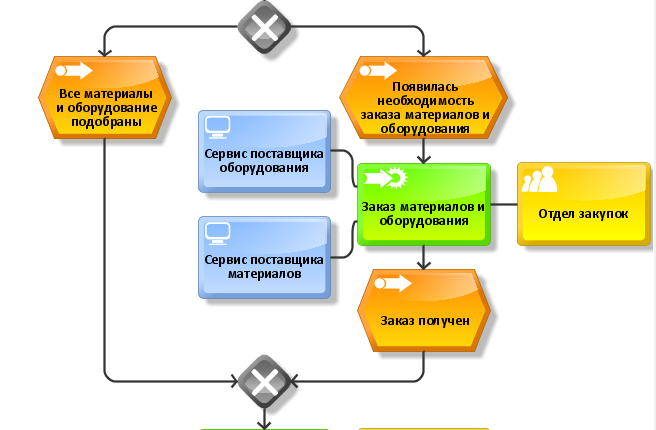 Все материалы
и оборудование
подобраны
Появилась
необходимость
заказа материалов и
оборудования
Сервис поставщика
оборудования
Заказ материалов и
оборудования
Отдел закупок
Сервис поставщика
материалов
Заказ получен